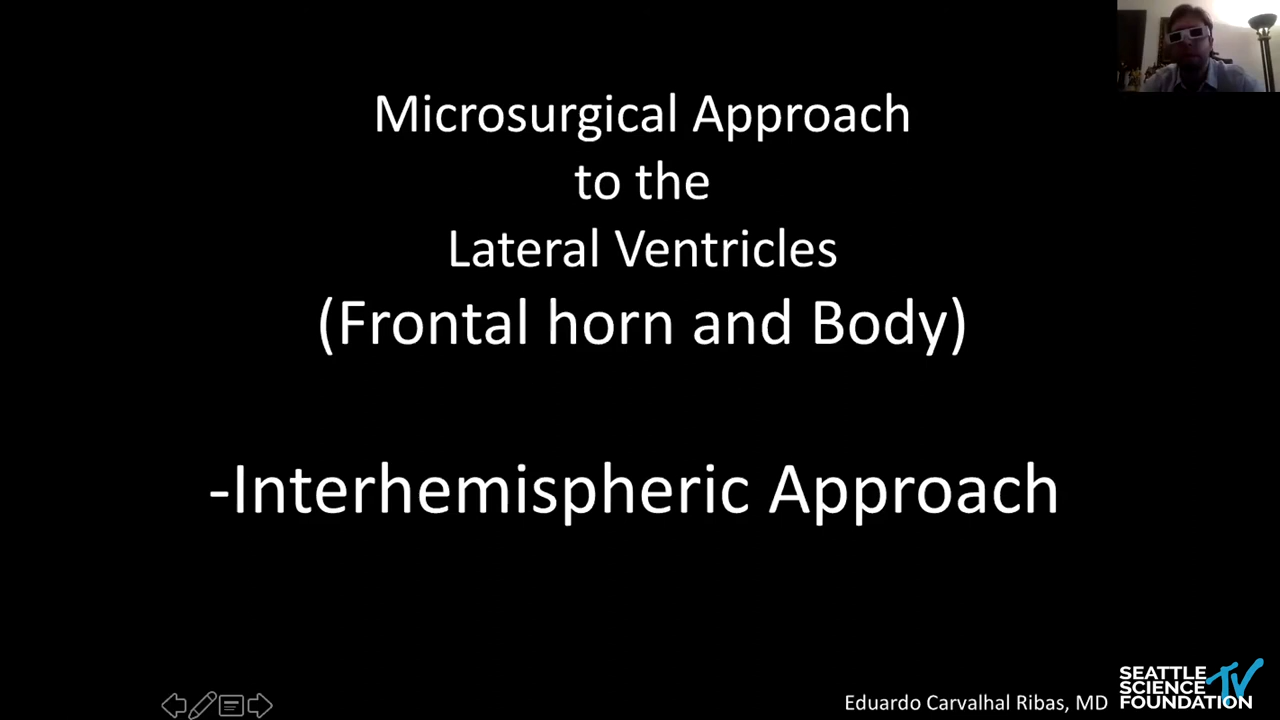 Microsurgical Approach
to the
Lateral Ventricles
(Frontal horn and Body)
-Interhemispheric Approach
Eduardo Carvalhal Ribas, MD
SEATTLE
SCIENCE
FOUNDATION
TV